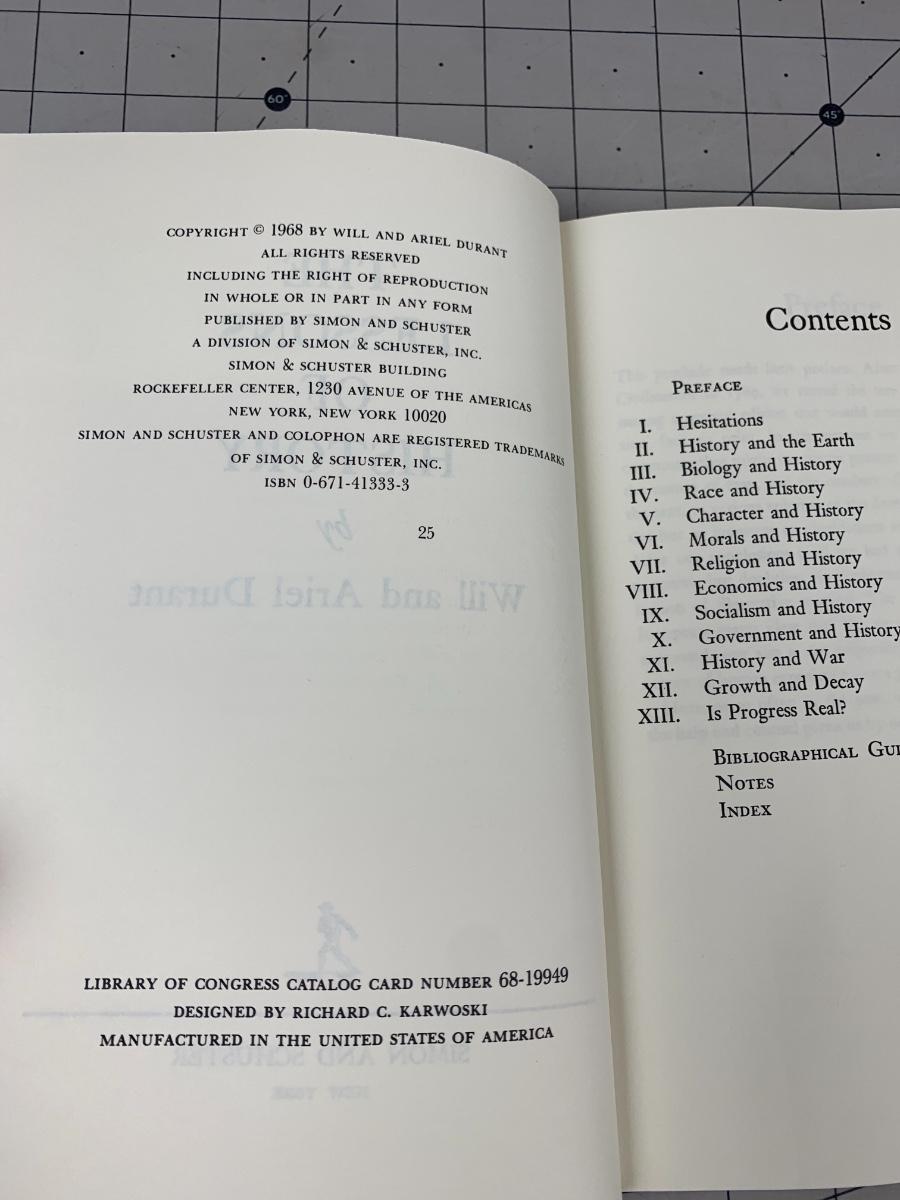 60°
45°
COPYRIGHT © 1968 BY WILL AND ARIEL DURANT
ALL RIGHTS RESERVED
INCLUDING THE RIGHT OF REPRODUCTION
IN WHOLE OR IN PART IN ANY FORM
PUBLISHED BY SIMON AND SCHUSTER
A DIVISION OF SIMON & SCHUSTER, INC.
SIMON & SCHUSTER BUILDING
ROCKEFELLER CENTER, 1230 AVENUE OF THE AMERICAS
NEW YORK, NEW YORK 10020
SIMON AND SCHUSTER AND COLOPHON ARE REGISTERED TRADEMARKS
OF SIMON & SCHUSTER, INC.
ISBN 0-671-41333-3
25
LIBRARY OF CONGRESS CATALOG CARD NUMBER 68-19949
DESIGNED BY RICHARD C. KARWOSKI
MANUFACTURED IN THE UNITED STATES OF AMERICA
Contents
PREFACE
I. Hesitations
II. History and the Earth
III. Biology and History
IV. Race and History
V. Character and History
VI. Morals and History
VII. Religion and History
VIII. Economics and History
IX. Socialism and History
X. Government and History
XI. History and War
XII. Growth and Decay
XIII. Is Progress Real?
BIBLIOGRAPHICAL
NOTES
INDEX